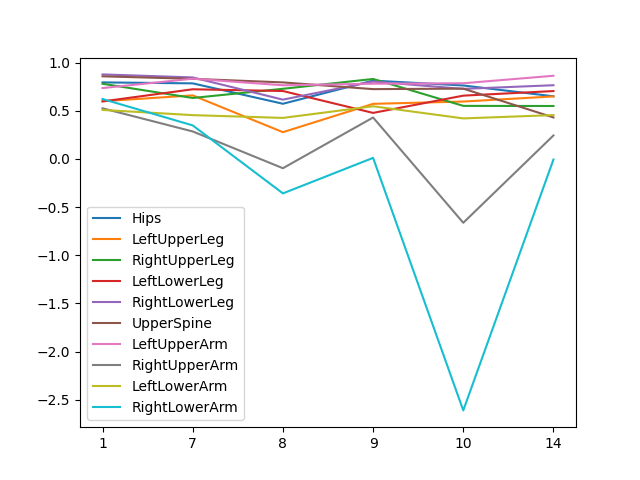 1.0
0.5
0.0
−0.5
−1.0
−1.5
−2.0
−2.5
Hips
LeftUpperLeg
RightUpperLeg
LeftLowerLeg
RightLowerLeg
UpperSpine
LeftUpperArm
RightUpperArm
LeftLowerArm
RightLowerArm
1 7 8 9 10 14